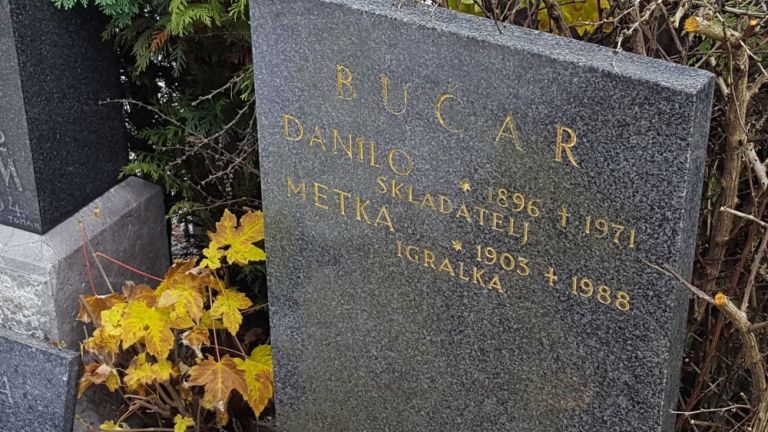 BUČAR
DANILO * 1896 † 1971
SKLADATELJ
METKA * 1903 † 1988
IGRALKA